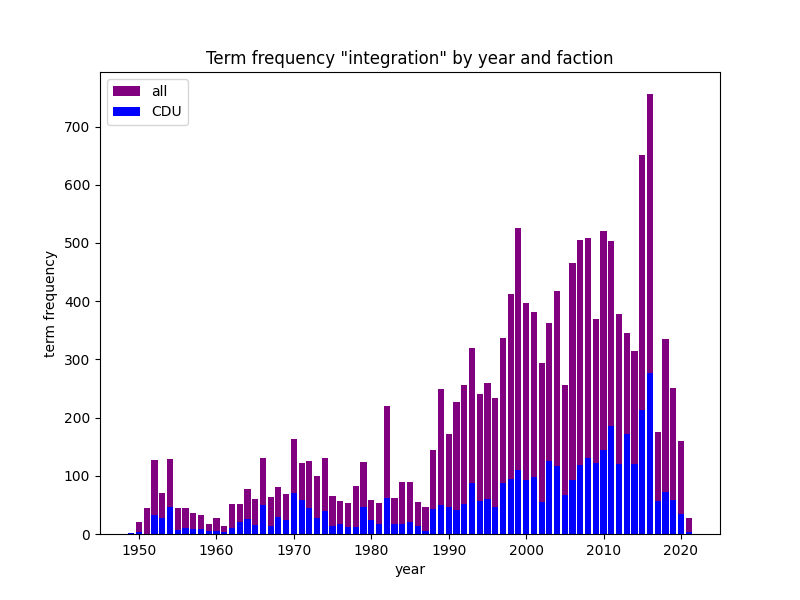 Term frequency "integration" by year and faction
all
CDU
700
600
500
400
300
200
100
0
term frequency
1950 1960 1970 1980 1990 2000 2010 2020
year